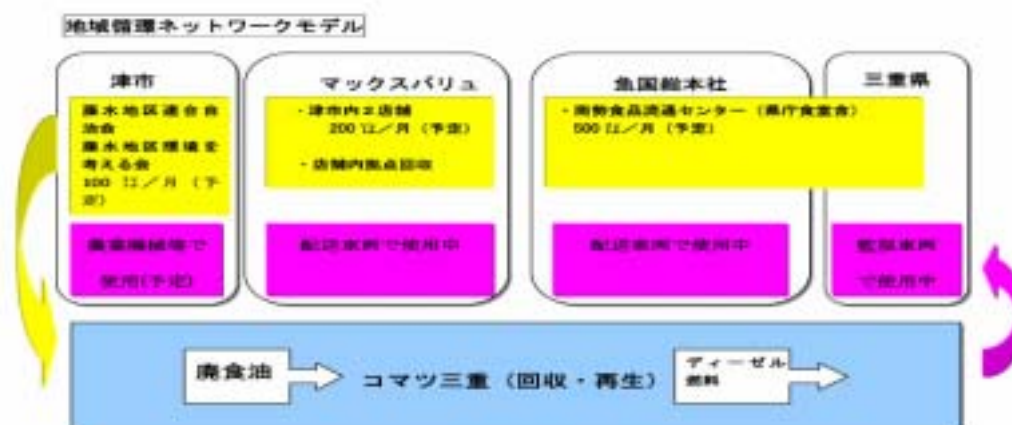 地域循環ネットワークモデル
津市
藤水地区連合自
治会
藤水地区環境を
考える会
100 ㍑／月（予
定）
農業機械等で
使用(予定)
マックスバリュ
・津市内２店舗
200 ㍑／月（予定）
・店舗内拠点回収
配送車両で使用中
魚国総本社
・南勢食品流通センター（県庁食堂含）
500 ㍑／月（予定）
配送車両で使用中
三重県
監視車両
で使用中
廃食油
コマツ三重（回収・再生）
ディーゼル
燃料